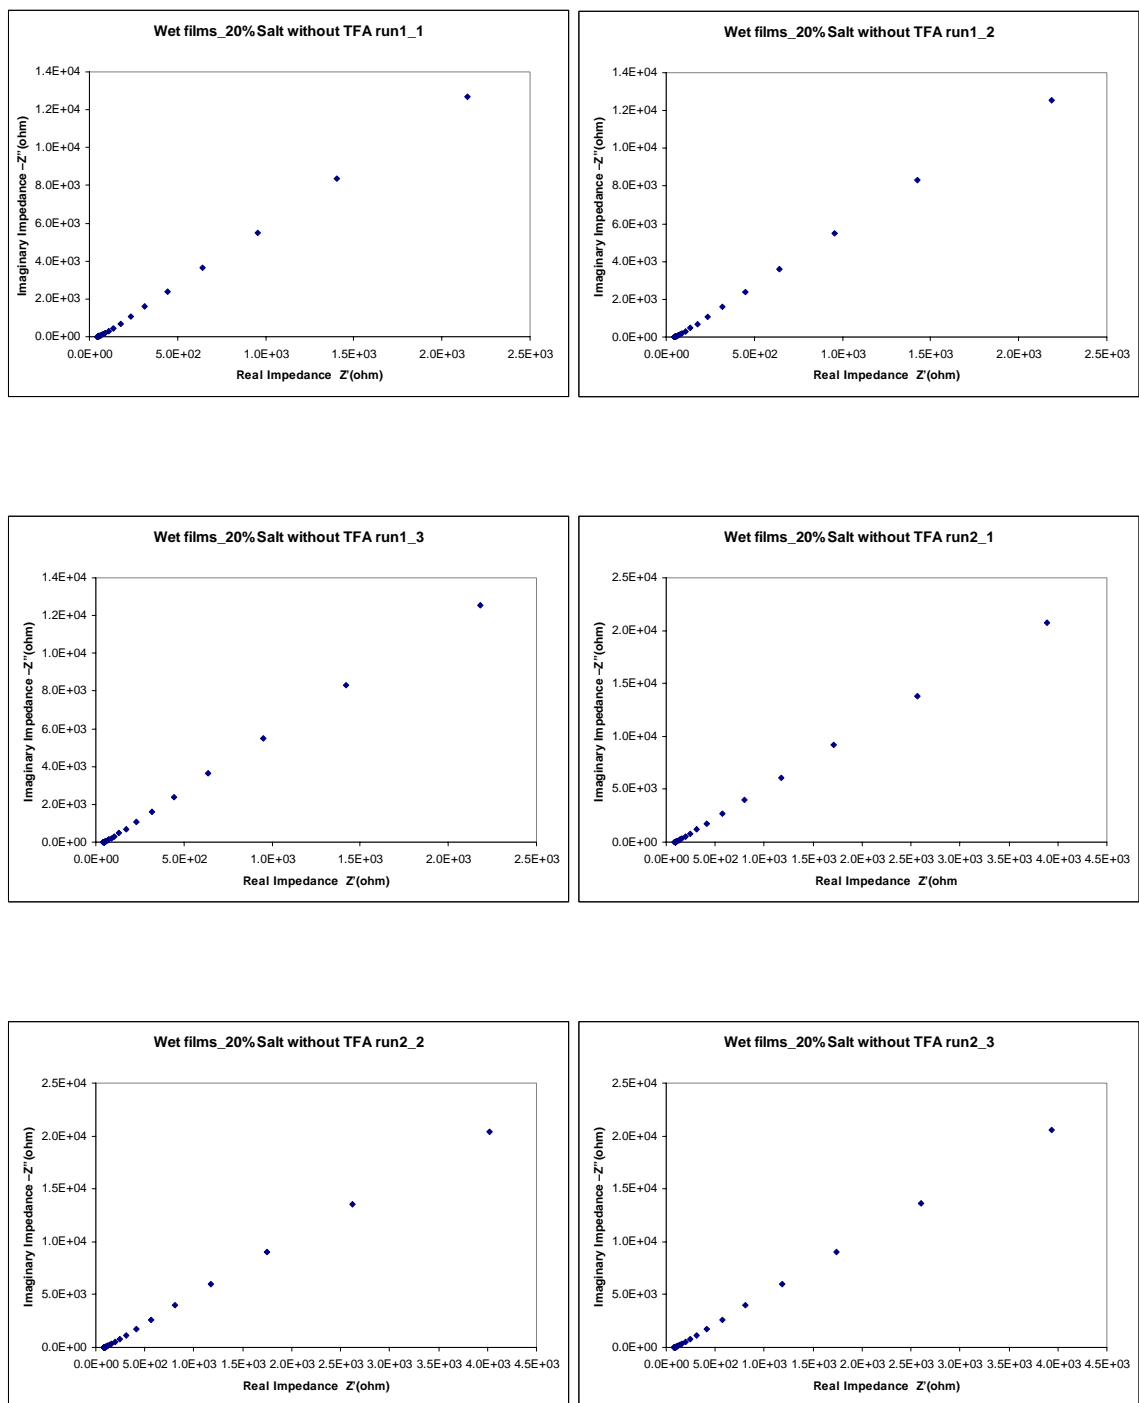 Wet films_20% Salt without TFA run1_1
Imaginary Impedance –Z"(ohm)
1.4E+04
1.2E+04
1.0E+04
8.0E+03
6.0E+03
4.0E+03
2.0E+03
0.0E+00
0.0E+00 5.0E+02 1.0E+03 1.5E+03 2.0E+03 2.5E+03
Real Impedance Z'(ohm)
Wet films_20% Salt without TFA run1_2
Imaginary Impedance –Z"(ohm)
1.4E+04
1.2E+04
1.0E+04
8.0E+03
6.0E+03
4.0E+03
2.0E+03
0.0E+00
0.0E+00 5.0E+02 1.0E+03 1.5E+03 2.0E+03 2.5E+03
Real Impedance Z'(ohm)
Wet films_20% Salt without TFA run1_3
Imaginary Impedance –Z"(ohm)
1.4E+04
1.2E+04
1.0E+04
8.0E+03
6.0E+03
4.0E+03
2.0E+03
0.0E+00
0.0E+00 5.0E+02 1.0E+03 1.5E+03 2.0E+03 2.5E+03
Real Impedance Z'(ohm)
Wet films_20% Salt without TFA run2_1
Imaginary Impedance –Z"(ohm)
2.5E+04
2.0E+04
1.5E+04
1.0E+04
5.0E+03
0.0E+00
0.0E+00 5.0E+02 1.0E+03 1.5E+03 2.0E+03 2.5E+03 3.0E+03 3.5E+03 4.0E+03 4.5E+03
Real Impedance Z'(ohm
Wet films_20% Salt without TFA run2_2
Imaginary Impedance –Z"(ohm)
2.5E+04
2.0E+04
1.5E+04
1.0E+04
5.0E+03
0.0E+00
0.0E+00 5.0E+02 1.0E+03 1.5E+03 2.0E+03 2.5E+03 3.0E+03 3.5E+03 4.0E+03 4.5E+03
Real Impedance Z'(ohm)
Wet films_20% Salt without TFA run2_3
Imaginary Impedance –Z"(ohm)
2.5E+04
2.0E+04
1.5E+04
1.0E+04
5.0E+03
0.0E+00
0.0E+00 5.0E+02 1.0E+03 1.5E+03 2.0E+03 2.5E+03 3.0E+03 3.5E+03 4.0E+03 4.5E+03
Real Impedance Z'(ohm)